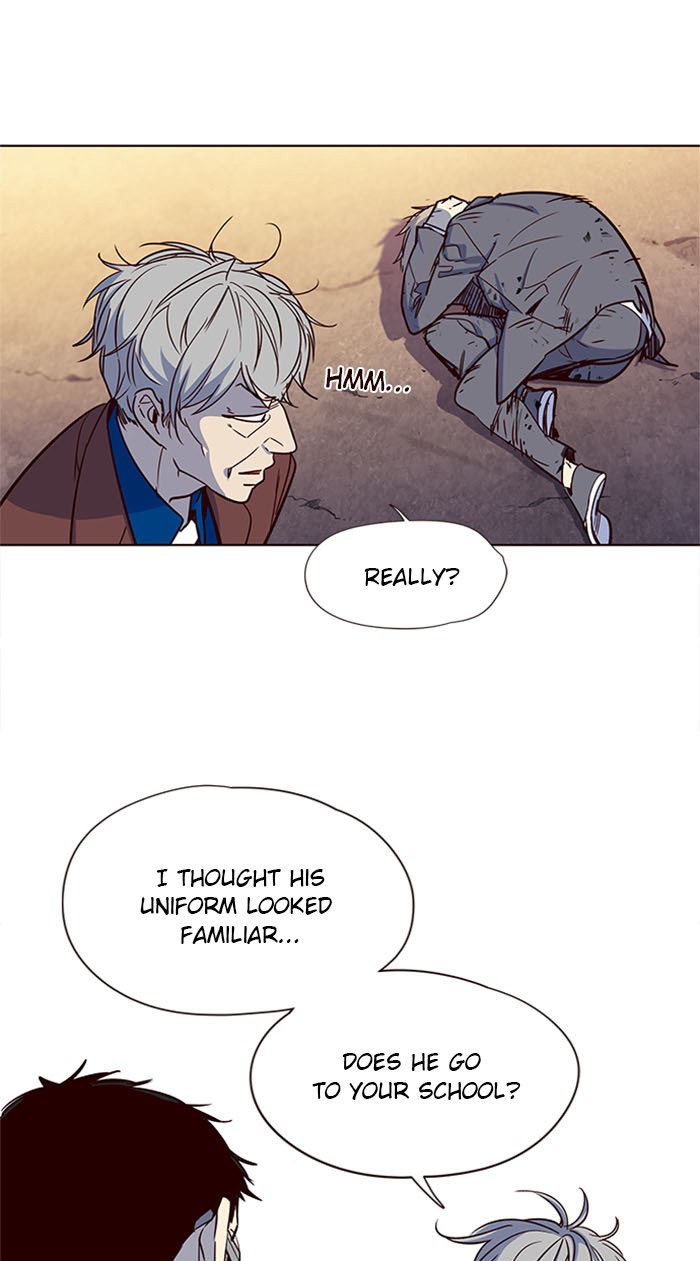 HMM...
REALLY?
I THOUGHT HIS
UNIFORM LOOKED
FAMILIAR...
DOES HE GO
TO YOUR SCHOOL?